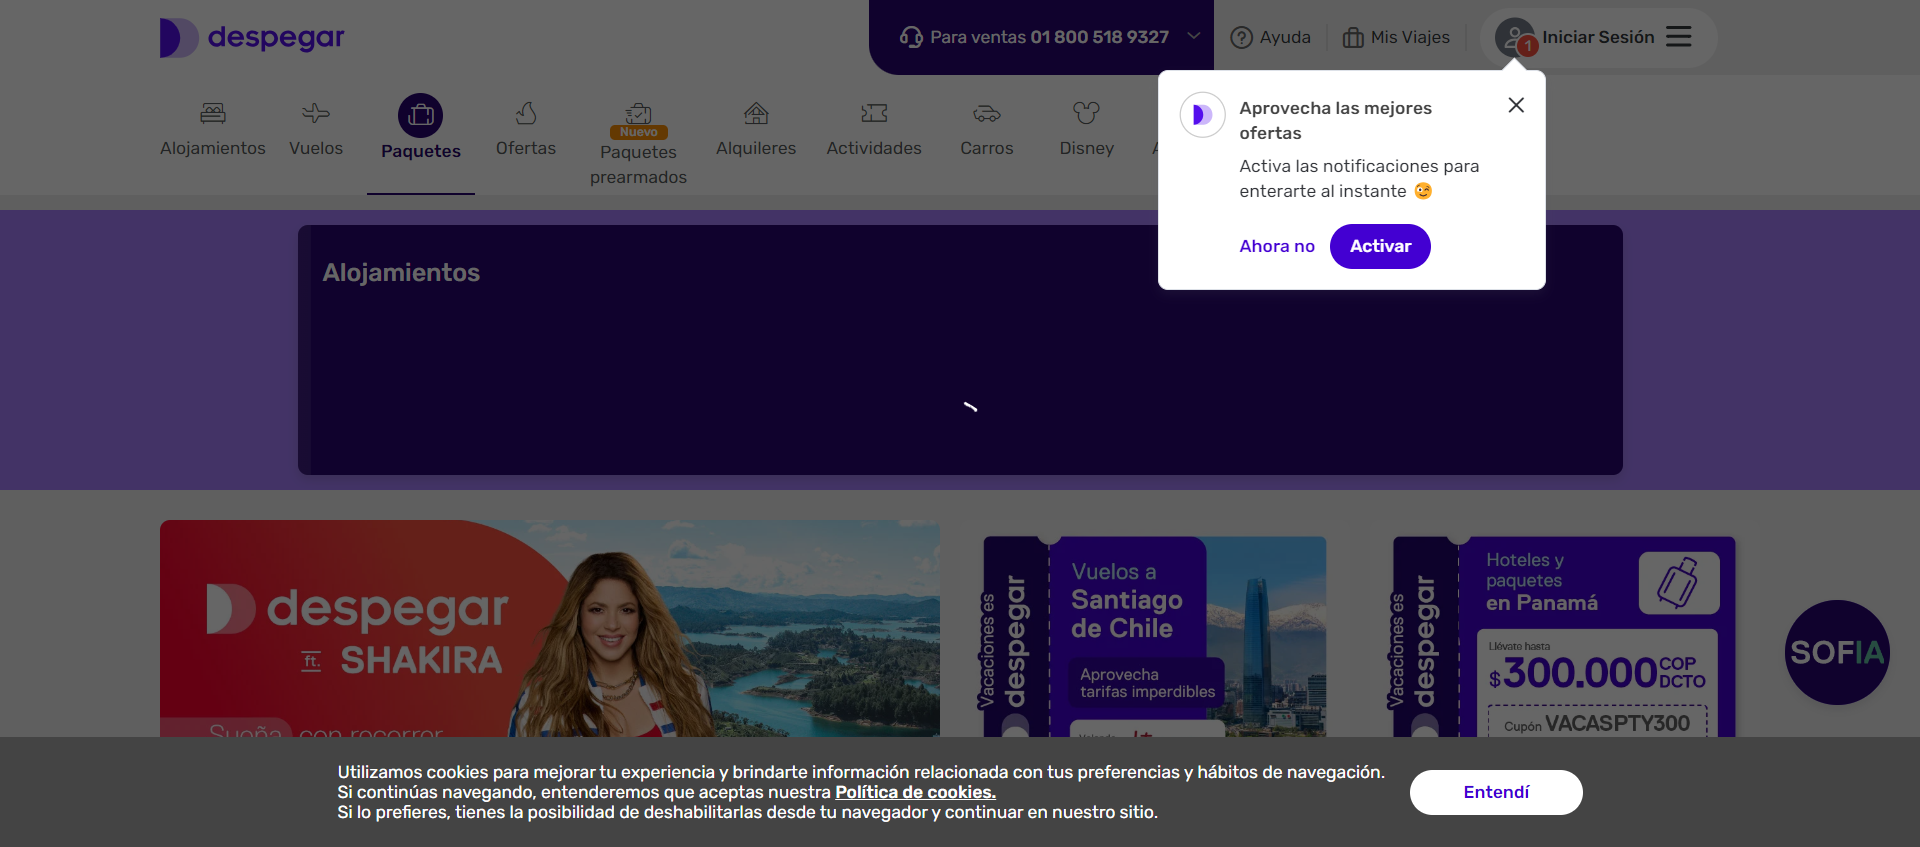 despegar
Para ventas 01 800 518 9327
Ayuda
Mis Viajes
1
Iniciar Sesión
Alojamientos
Vuelos
Paquetes
Ofertas
Nuevo
Paquetes
prearmados
Alquileres
Actividades
Carros
Disney
Aprovecha las mejores
ofertas
Activa las notificaciones para
enterarte al instante 😉
Ahora no
Activar
Alojamientos
despegar
ft. SHAKIRA
Sueña con recorrer
Vacaciones es
despegar
Vuelos a
Santiago
de Chile
Aprovecha
tarifas imperdibles
Vacaciones es
despegar
Hoteles y
paquetes
en Panamá
Llévate hasta
$300.000 COP
DCTO
Cupón VACASPTY300
SOFIA
Utilizamos cookies para mejorar tu experiencia y brindarte información relacionada con tus preferencias y hábitos de navegación.
Si continúas navegando, entenderemos que aceptas nuestra Política de cookies.
Si lo prefieres, tienes la posibilidad de deshabilitarlas desde tu navegador y continuar en nuestro sitio.
Entendí